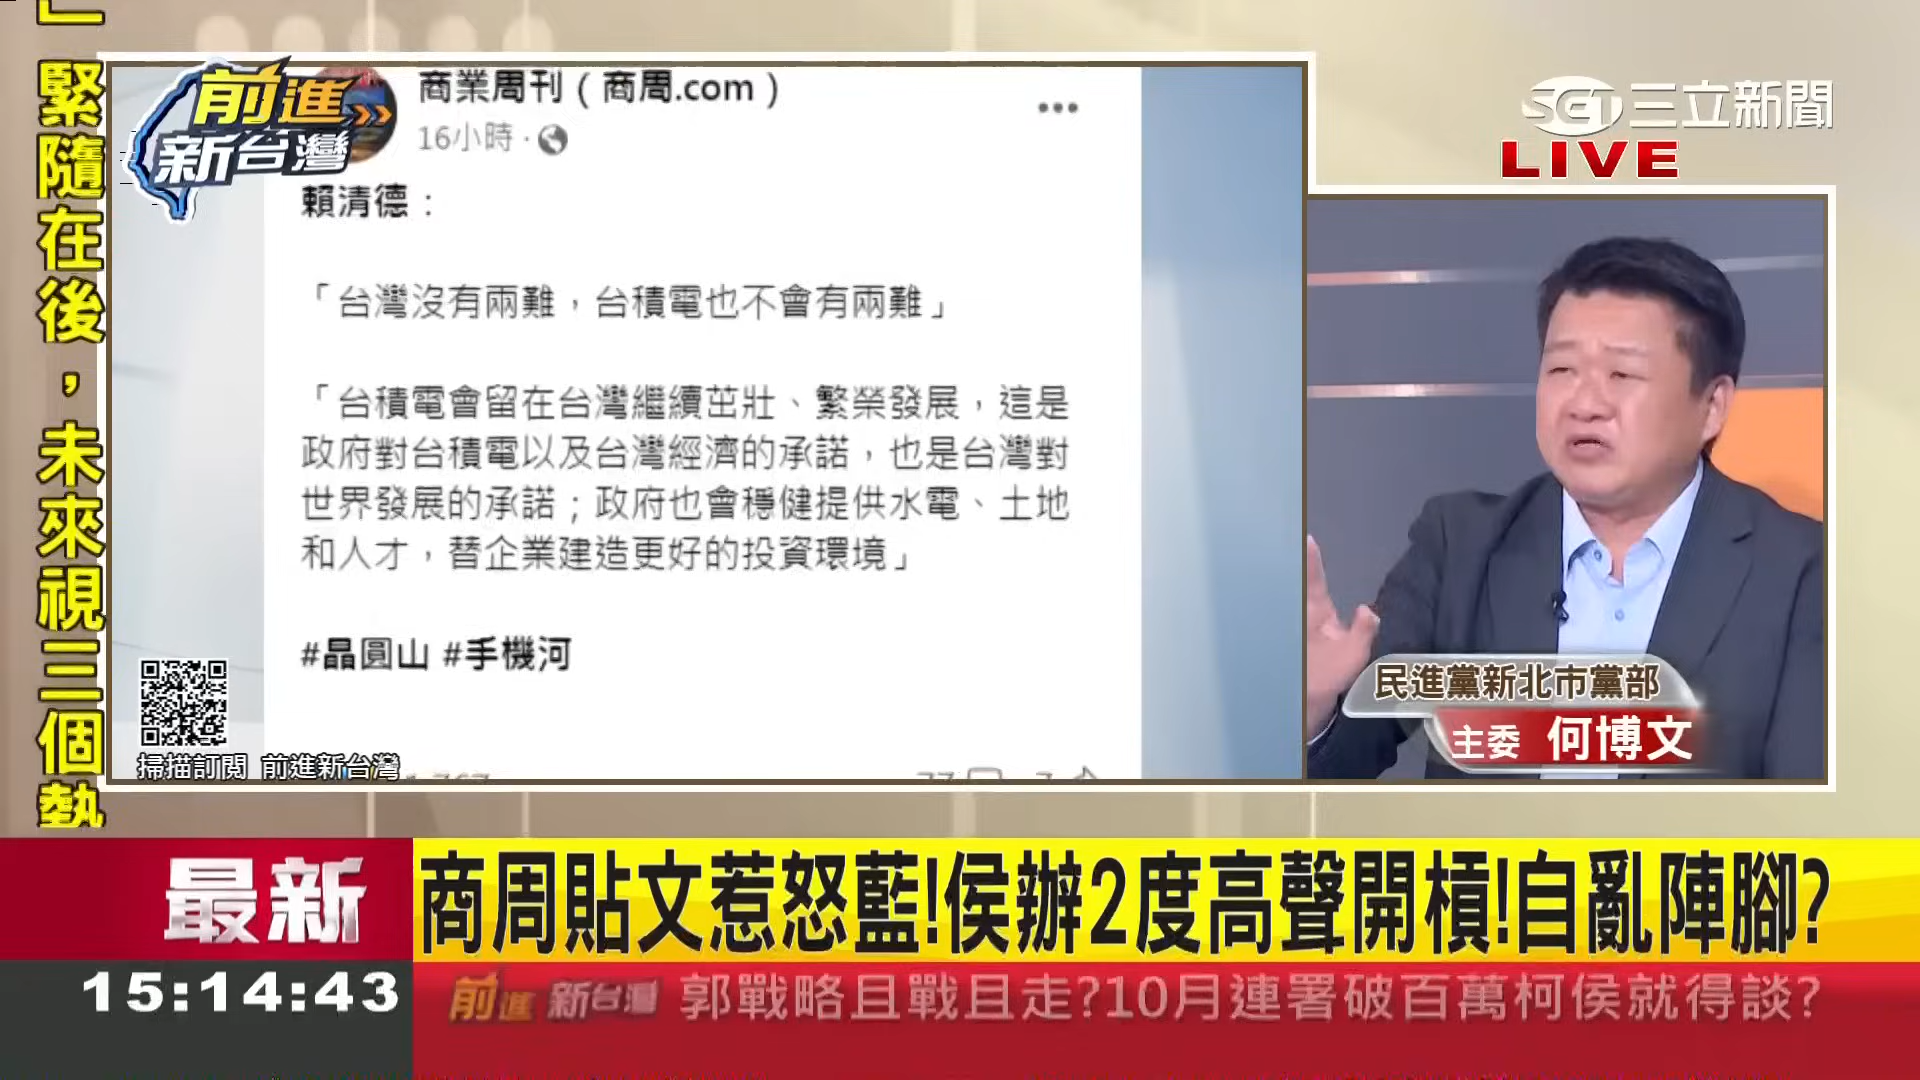 」緊隨在後，未來視三個熱
前進
新台灣
商業周刊（商周.com）
16小時·
賴清德：
「台灣沒有兩難，台積電也不會有兩難」
「台積電會留在台灣繼續茁壯、繁榮發展，這是
政府對台積電以及台灣經濟的承諾，也是台灣對
世界發展的承諾；政府也會穩健提供水電、土地
和人才，替企業建造更好的投資環境」
#晶圓山 #手機河
掃描訂閱 前進新台灣
SET三立新聞
LIVE
民進黨新北市黨部
主委 何博文
最新
商周貼文惹怒藍!侯辦2度高聲開槓!自亂陣腳?
15:14:43
前進 新台灣 郭戰略且戰且走?10月連署破百萬柯侯就得談?